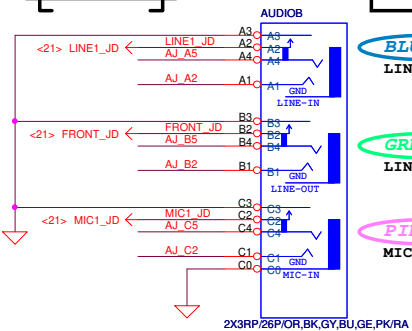 AUDIOB
A3 A3
<21> LINE1_JD LINE1_JD A2 A2
AJ_A5 A4 A4
AJ_A2 A1 A1
GND
LINE-IN
BLU
LIN
B3 B3
<21> FRONT_JD FRONT_JD B2 B2
AJ_B5 B4 B4
AJ_B2 B1 B1
GND
LINE-OUT
GRE
LIN
C3 C3
<21> MIC1_JD MIC1_JD C2 C2
AJ_C5 C4 C4
AJ_C2 C1 C1
C0 C0
GND
MIC-IN
PIN
MIC
2X3RP/26P/OR,BK,GY,BU,GE,PK/RA